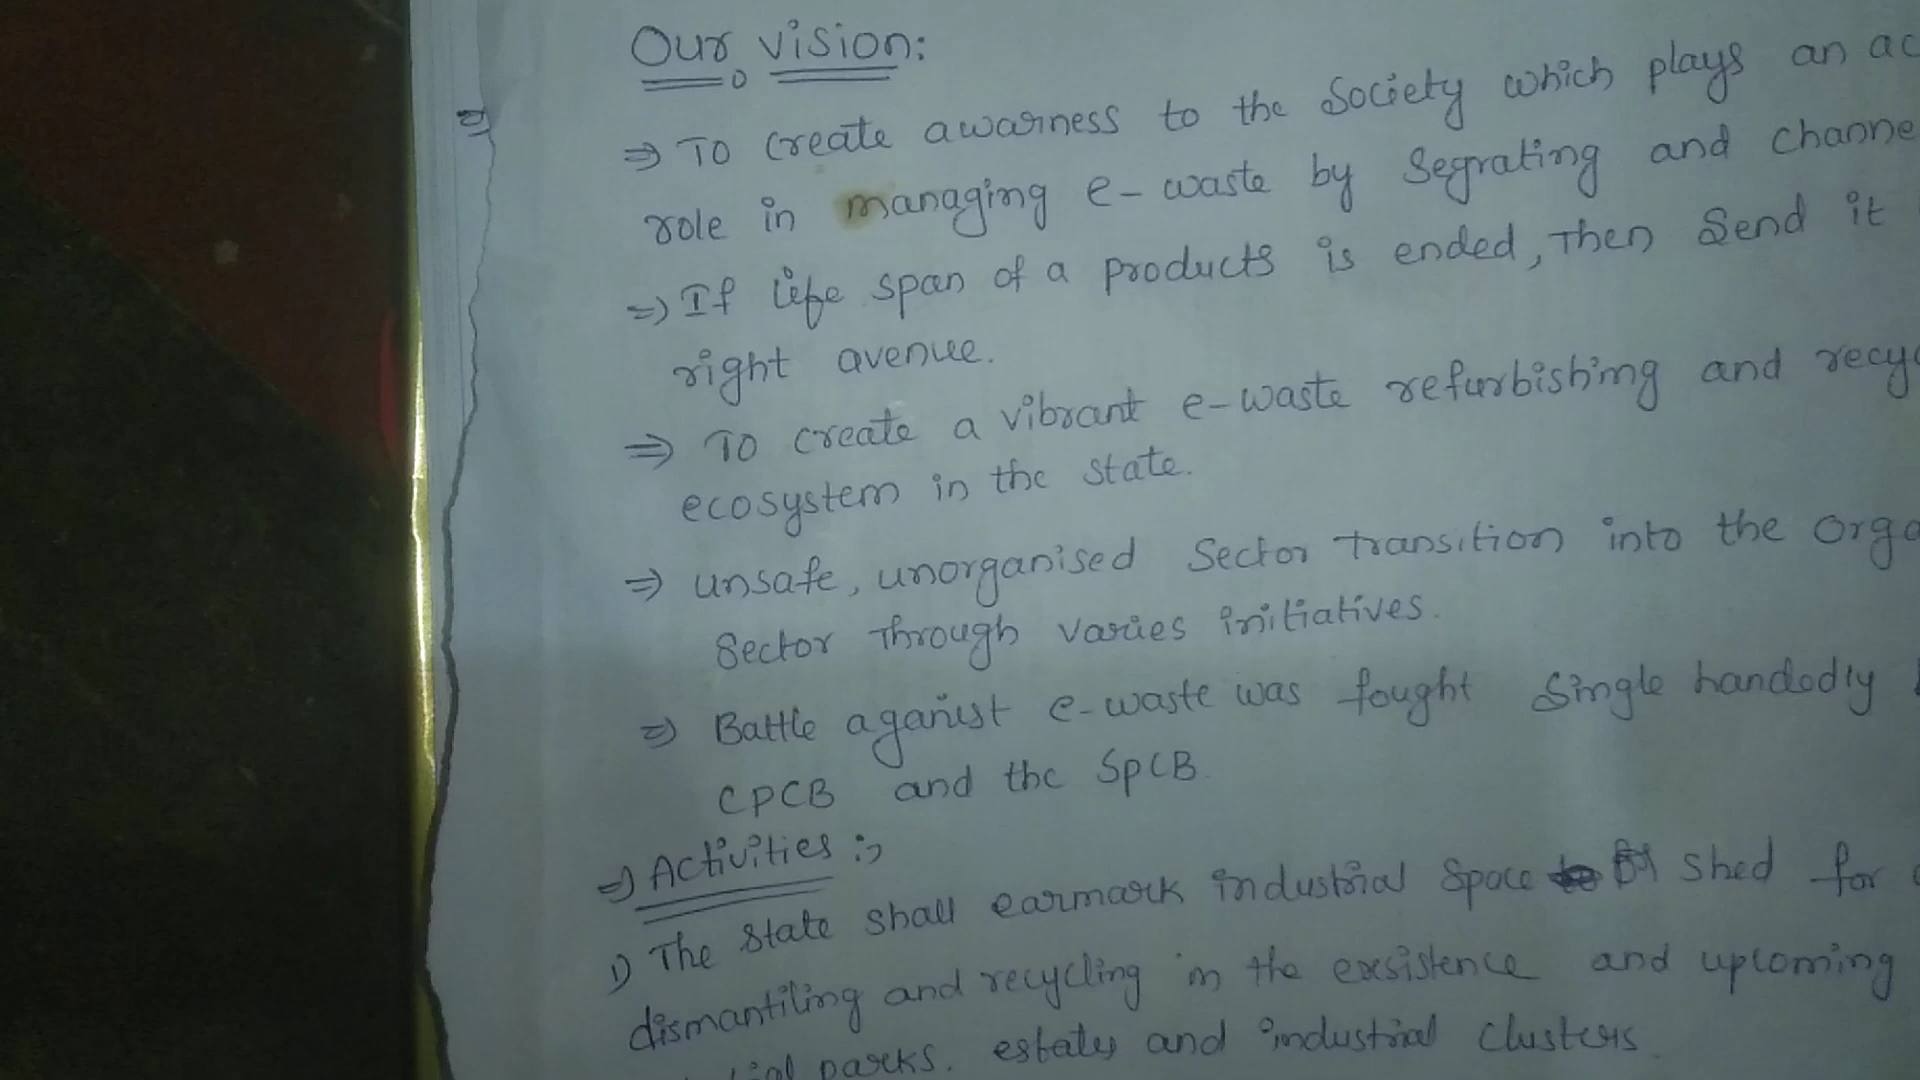 Our vision:
⇒ To create awarness to the Society which plays an ac
role in managing e-waste by Segrating and channe
⇒ If life span of a products is ended, Then Send it
right avenue.
⇒ To create a vibrant e-waste refurbishing and recyc
ecosystem in the state.
⇒ unsafe, unorganised Sector transition into the orga
Sector Through varies initiatives.
⇒ Battle against e-waste was fought Single handedly
CPCB and the SPCB.
⇒ Activities :-
1) The State shall earmark industrial Space shed for
dismantiling and recycling in the exsistence and upcoming
parks. estates and industrial clusters.